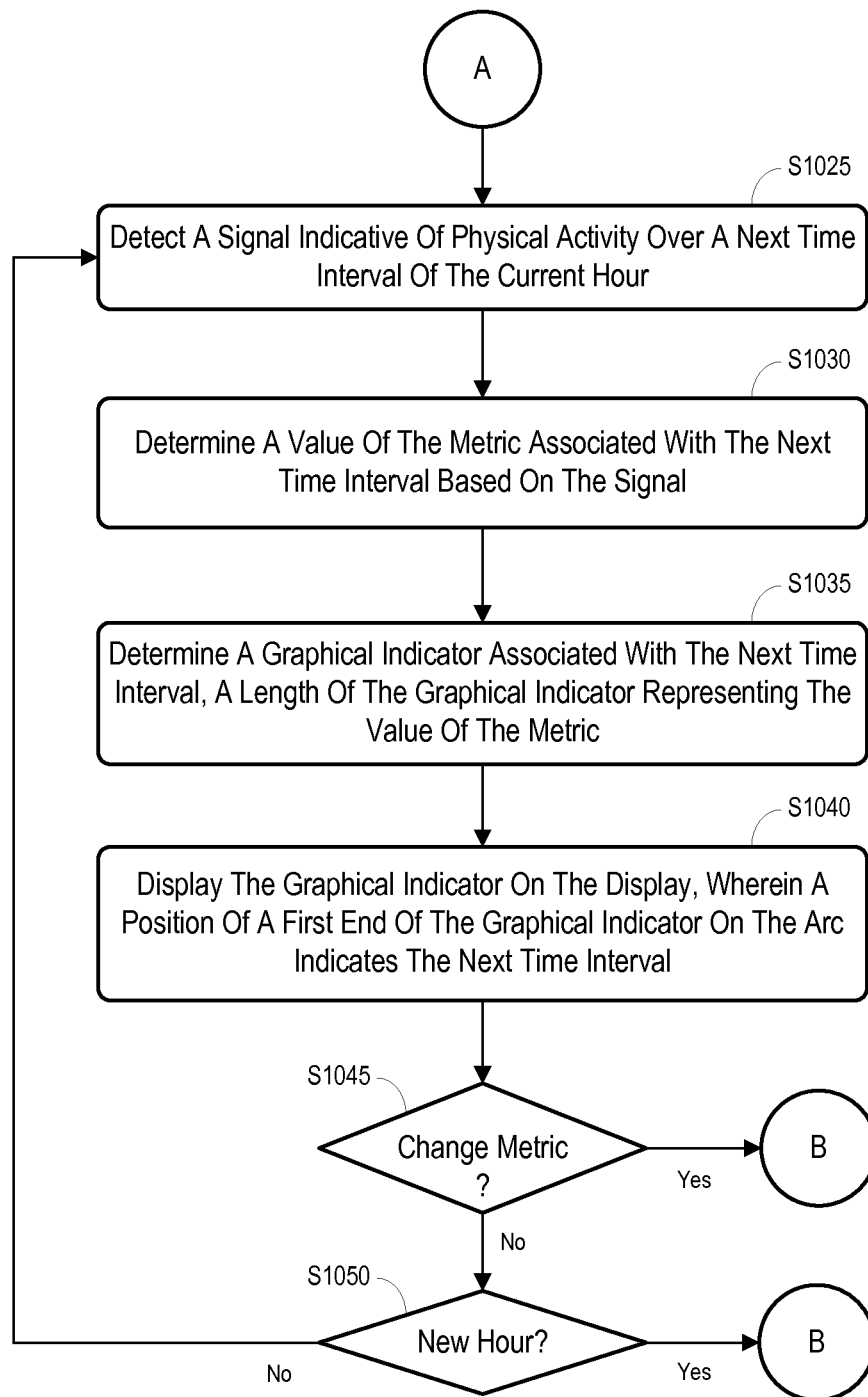 A
S1025
Detect A Signal Indicative Of Physical Activity Over A Next Time
Interval Of The Current Hour
S1030
Determine A Value Of The Metric Associated With The Next
Time Interval Based On The Signal
S1035
Determine A Graphical Indicator Associated With The Next Time
Interval, A Length Of The Graphical Indicator Representing The
Value Of The Metric
S1040
Display The Graphical Indicator On The Display, Wherein A
Position Of A First End Of The Graphical Indicator On The Arc
Indicates The Next Time Interval
S1045
Change Metric
?
Yes
B
No
S1050
New Hour?
No
Yes
B